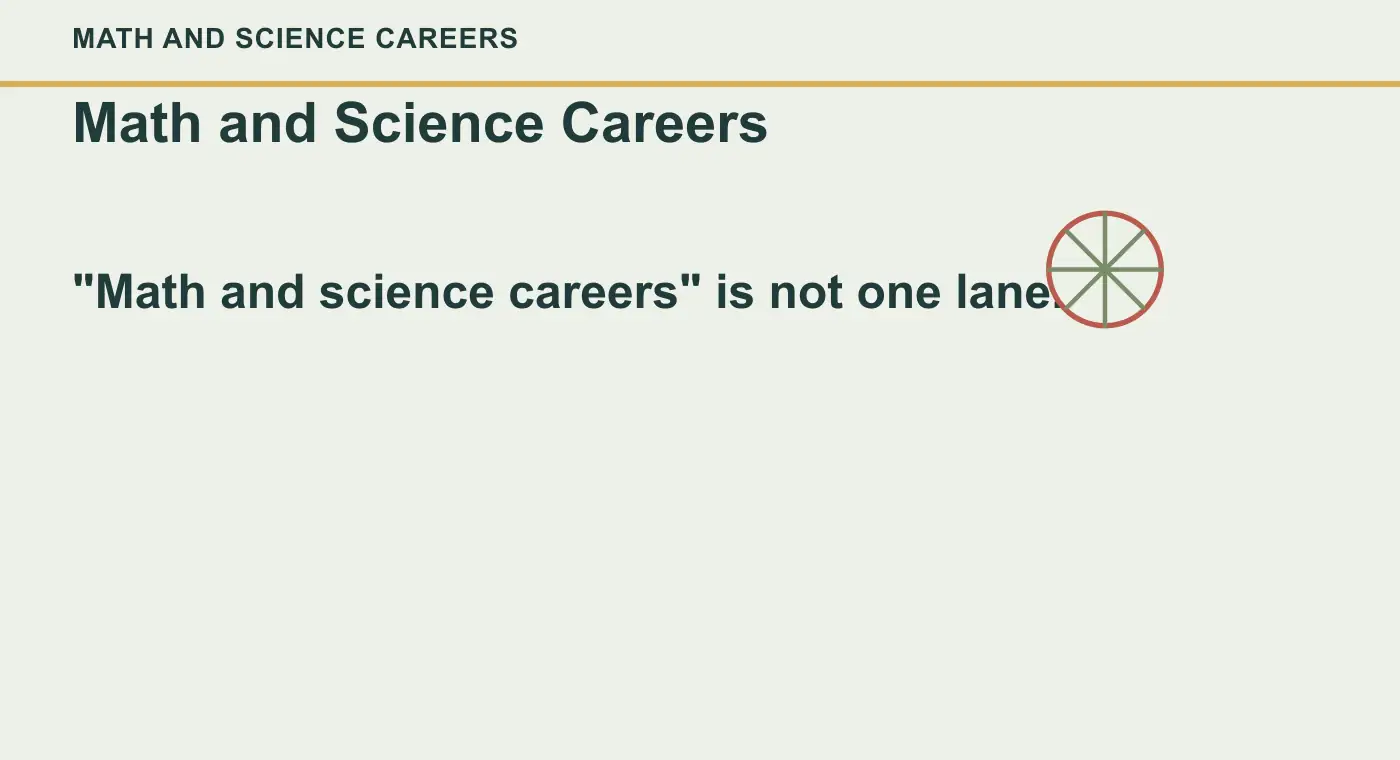 MATH AND SCIENCE CAREERS
Math and Science Careers
"Math and science careers" is not one lane.